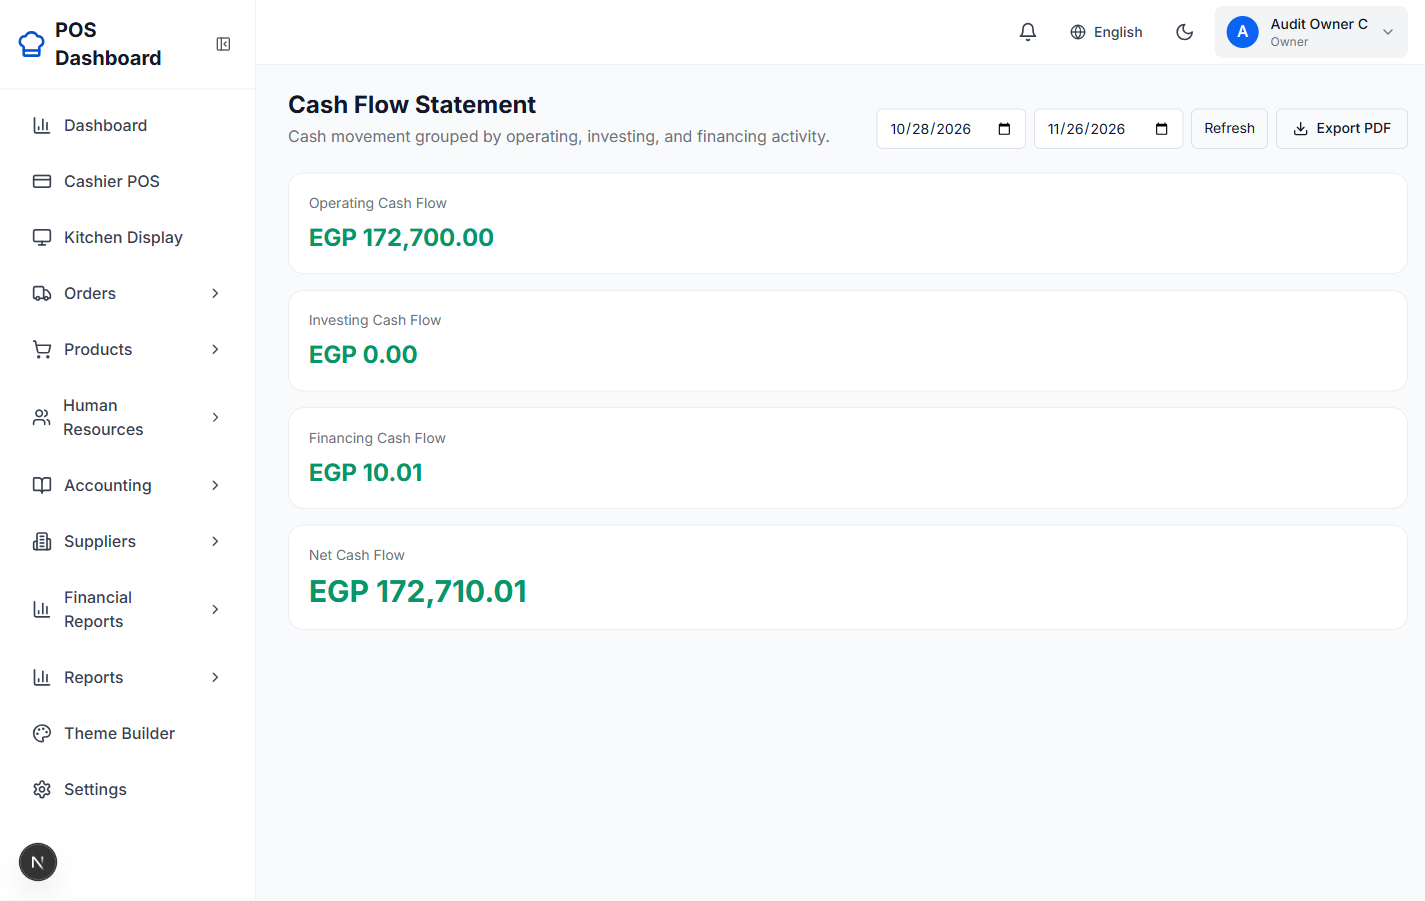 POS
Dashboard
English
A
Audit Owner C
Owner
Dashboard
Cashier POS
Kitchen Display
Orders
Products
Human
Resources
Accounting
Suppliers
Financial
Reports
Reports
Theme Builder
Settings
N
Cash Flow Statement
Cash movement grouped by operating, investing, and financing activity.
10/28/2026
11/26/2026
Refresh
Export PDF
Operating Cash Flow
EGP 172,700.00
Investing Cash Flow
EGP 0.00
Financing Cash Flow
EGP 10.01
Net Cash Flow
EGP 172,710.01